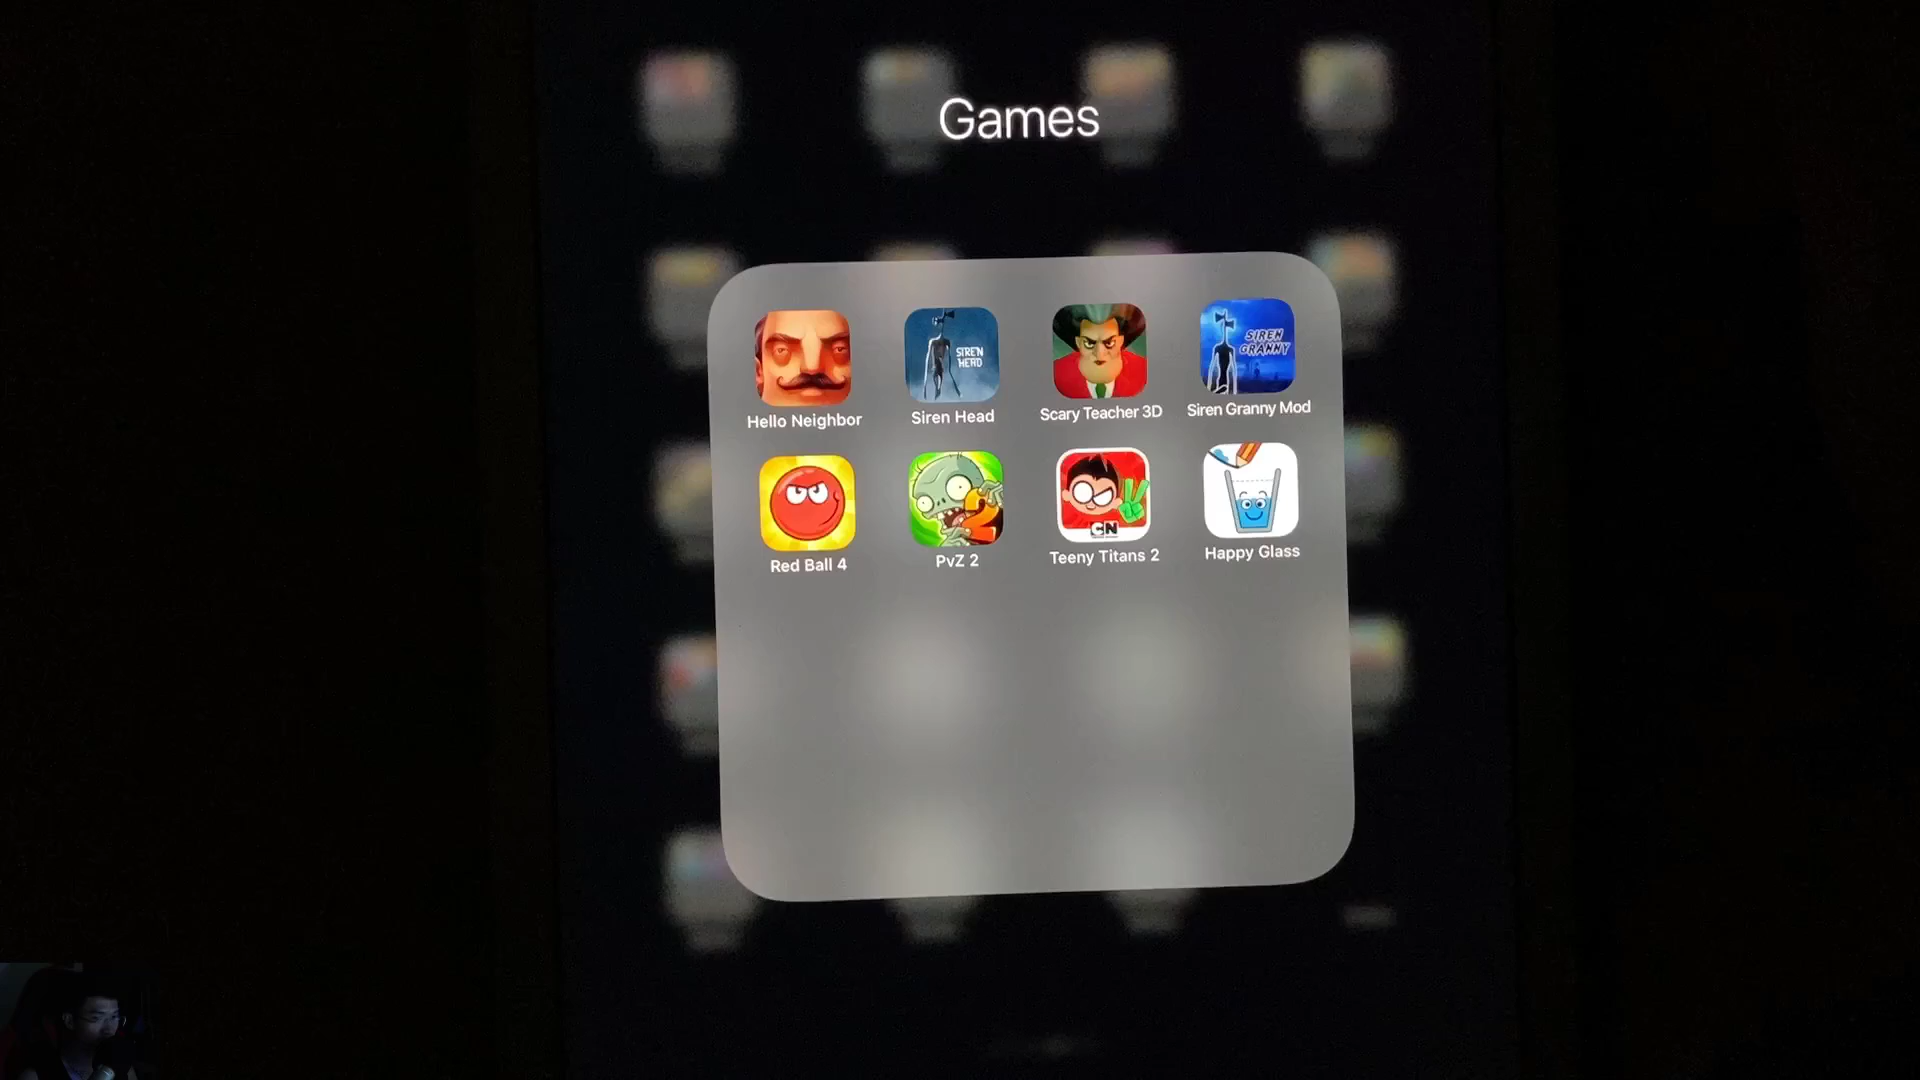 Games
SIREN
HEAD
SIREN
GRANNY
Hello Neighbor
Siren Head
Scary Teacher 3D
Siren Granny Mod
2
CN
Red Ball 4
PvZ 2
Teeny Titans 2
Happy Glass